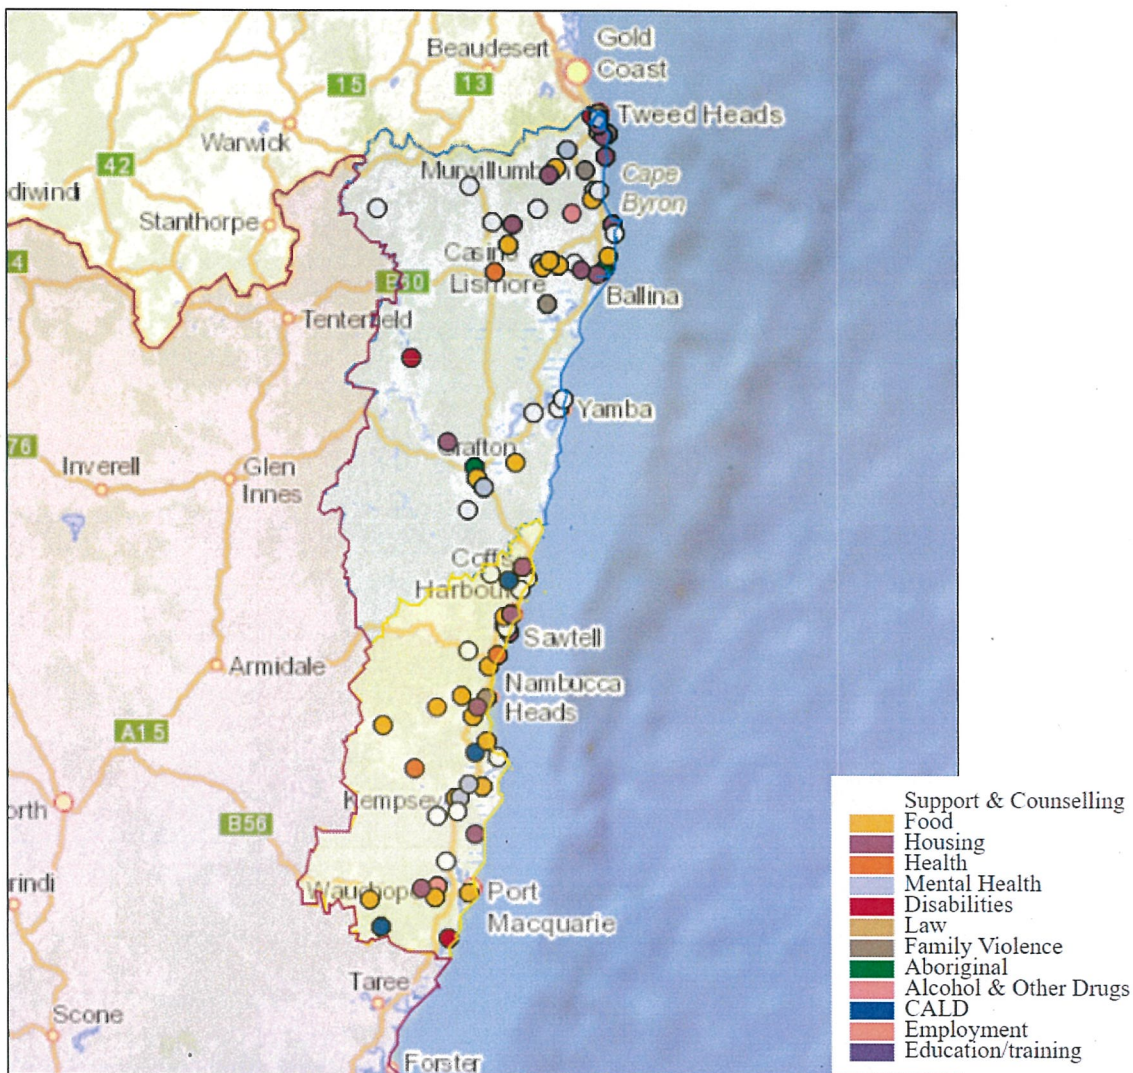 Gold
Coast
Beaudesert
15
13
Tweed Heads
Warwick
42
Murwillumbah
Cape
Byron
diwindi
Stanthorpe
Casino
4
B60
Lismore
Ballina
Tenterfield
Yamba
76
Grafton
Inverell
Glen
Innes
Coffs
Harbour
Sawtell
Armidale
Nambucca
Heads
A15
Kempsey
orth
B56
rindi
Wauchope
Port
Macquarie
Taree
Scone
Forster
Support & Counselling
Food
Housing
Health
Mental Health
Disabilities
Law
Family Violence
Aboriginal
Alcohol & Other Drugs
CALD
Employment
Education/training